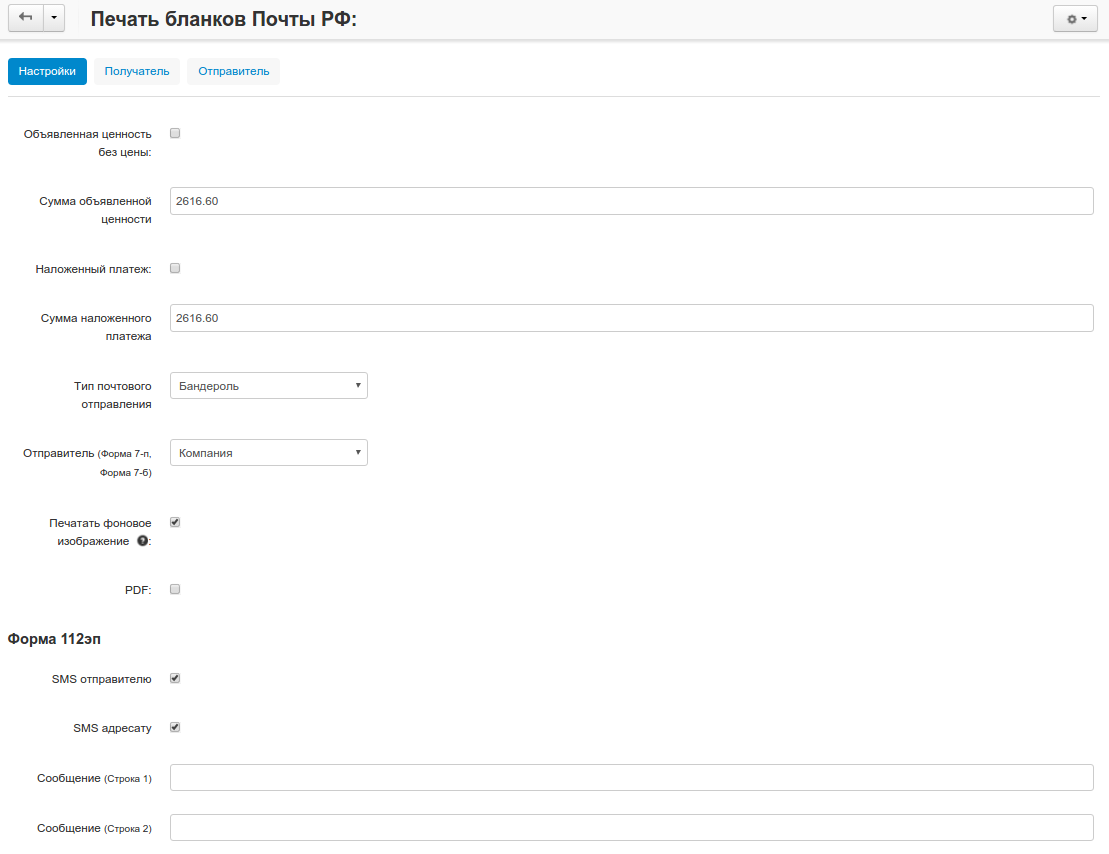 Печать бланков Почты РФ:
Настройки Получатель Отправитель
Объявленная ценность
без цены:
Сумма объявленной
ценности
2616.60
Наложенный платеж:
Сумма наложенного
платежа
2616.60
Тип почтового
отправления
Бандероль
Отправитель (Форма 7-п,
Форма 7-б)
Компания
Печатать фоновое
изображение ?:
PDF:
Форма 112эп
SMS отправителю
SMS адресату
Сообщение (Строка 1)
Сообщение (Строка 2)